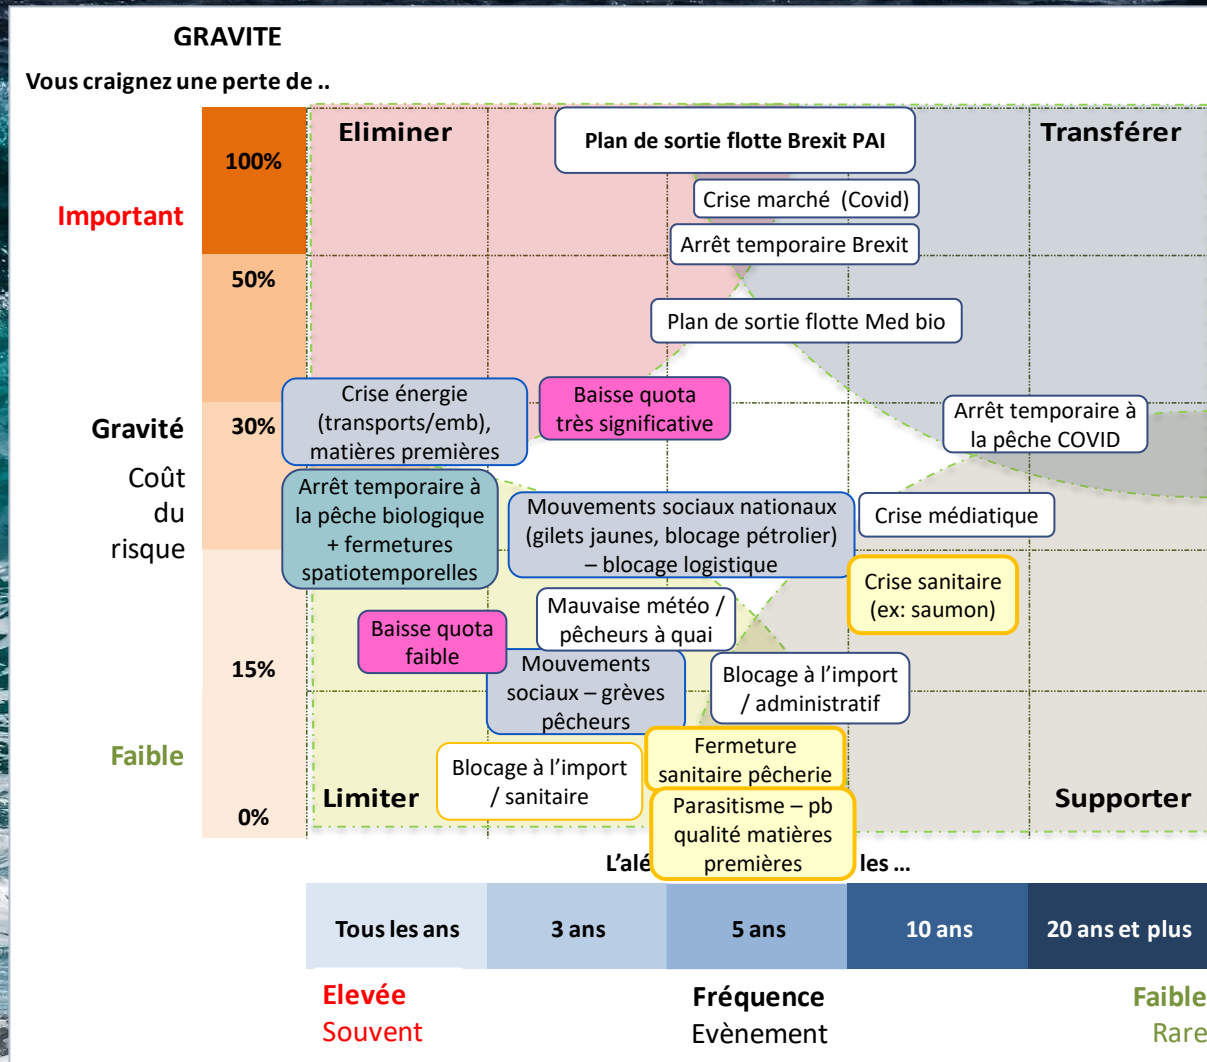 GRAVITE
Vous craignez une perte de ..
Eliminer
Transférer
Plan de sortie flotte Brexit PAI
100%
Crise marché (Covid)
Important
Arrêt temporaire Brexit
50%
Plan de sortie flotte Med bio
Crise énergie
(transports/emb),
matières premières
Baisse quota
très significative
Arrêt temporaire à
la pêche COVID
Gravité
30%
Coût
du
risque
Arrêt temporaire à
la pêche biologique
+ fermetures
spatiotemporelles
Mouvements sociaux nationaux
(gilets jaunes, blocage pétrolier)
– blocage logistique
Crise médiatique
Crise sanitaire
(ex: saumon)
Mauvaise météo /
pêcheurs à quai
Baisse quota
faible
15%
Mouvements
sociaux – grèves
pêcheurs
Blocage à l’import
/ administratif
Faible
Fermeture
sanitaire pêcherie
Blocage à l’import
/ sanitaire
Limiter
Supporter
0%
Parasitisme – pb
qualité matières
premières
L’alé
les ...
Tous les ans
3 ans
5 ans
10 ans
20 ans et plus
Elevée
Souvent
Fréquence
Evènement
Faible
Rare